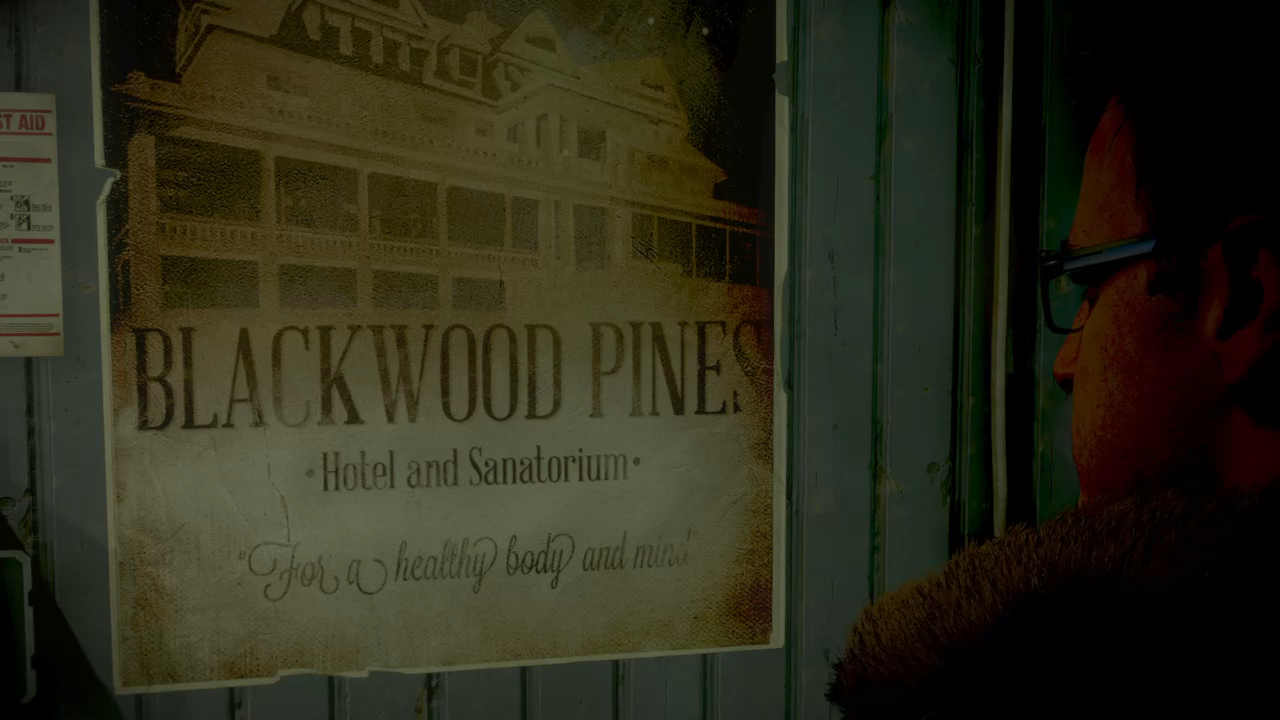 ST AID
BLACKWOOD PINES
•Hotel and Sanatorium•
"For a healthy body and mind"